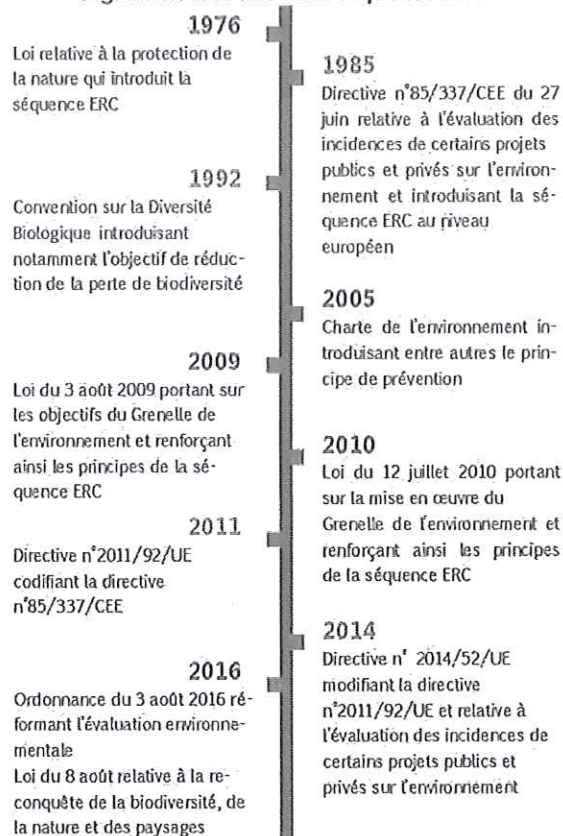 1976
Loi relative à la protection de
la nature qui introduit la
séquence ERC
1985
Directive n°85/337/CEE du 27
juin relative à l'évaluation des
incidences de certains projets
publics et privés sur l'environ-
nement et introduisant la sé-
quence ERC au niveau
européen
1992
Convention sur la Diversité
Biologique introduisant
notamment l'objectif de réduc-
tion de la perte de biodiversité
2005
Charte de l'environnement in-
troduisant entre autres le prin-
cipe de prévention
2009
Loi du 3 août 2009 portant sur
les objectifs du Grenelle de
l'environnement et renforçant
ainsi les principes de la sé-
quence ERC
2010
Loi du 12 juillet 2010 portant
sur la mise en œuvre du
Grenelle de l'environnement et
renforçant ainsi les principes
de la séquence ERC
2011
Directive n°2011/92/UE
codifiant la directive
n°85/337/CEE
2014
Directive n° 2014/52/UE
modifiant la directive
n°2011/92/UE et relative à
l'évaluation des incidences de
certains projets publics et
privés sur l'environnement
2016
Ordonnance du 3 août 2016 ré-
formant l'évaluation environne-
mentale
Loi du 8 août relative à la re-
conquête de la biodiversité, de
la nature et des paysages